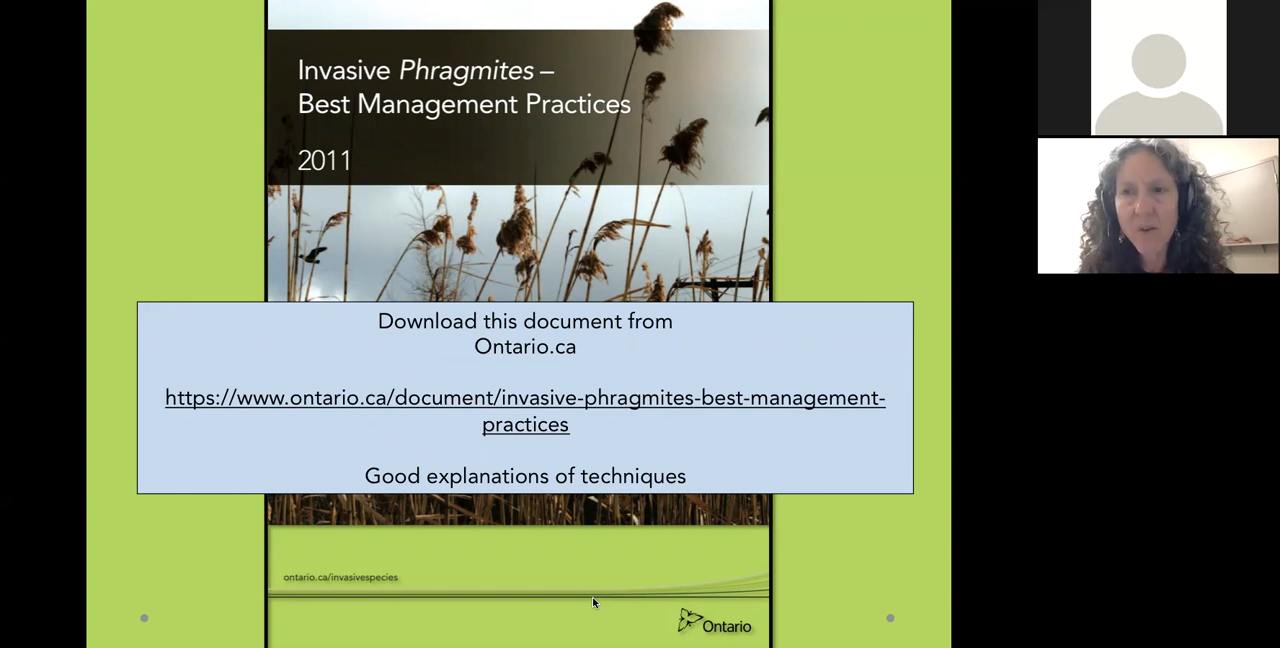 Invasive Phragmites –
Best Management Practices
2011
Download this document from
Ontario.ca
https://www.ontario.ca/document/invasive-phragmites-best-management-
practices
Good explanations of techniques
ontario.ca/invasivespecies
Ontario